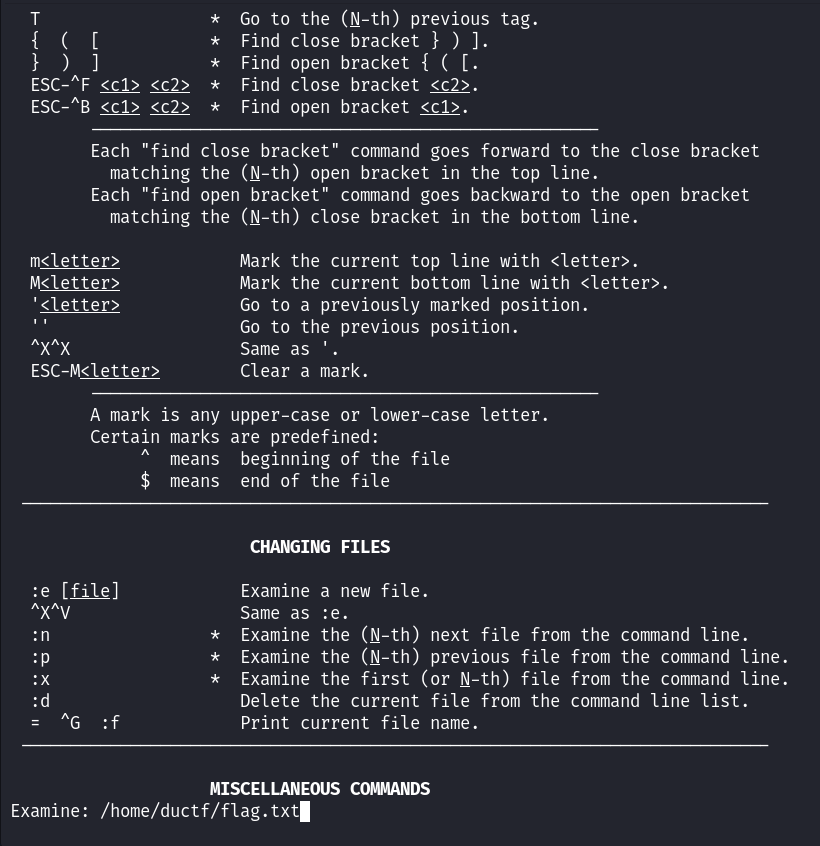 T                 *  Go to the (N-th) previous tag.
{  (  [           *  Find close bracket } ) ].
}  )  ]           *  Find open bracket { ( [.
ESC-^F <c1> <c2>  *  Find close bracket <c2>.
ESC-^B <c1> <c2>  *  Find open bracket <c1>.
Each "find close bracket" command goes forward to the close bracket
matching the (N-th) open bracket in the top line.
Each "find open bracket" command goes backward to the open bracket
matching the (N-th) close bracket in the bottom line.
m<letter>            Mark the current top line with <letter>.
M<letter>            Mark the current bottom line with <letter>.
'<letter>            Go to a previously marked position.
''                   Go to the previous position.
^X^X                 Same as '.
ESC-M<letter>        Clear a mark.
A mark is any upper-case or lower-case letter.
Certain marks are predefined:
^  means  beginning of the file
$  means  end of the file
CHANGING FILES
:e [file]            Examine a new file.
^X^V                 Same as :e.
:n                *  Examine the (N-th) next file from the command line.
:p                *  Examine the (N-th) previous file from the command line.
:x                *  Examine the first (or N-th) file from the command line.
:d                   Delete the current file from the command line list.
=  ^G  :f            Print current file name.
MISCELLANEOUS COMMANDS
Examine: /home/ductf/flag.txt